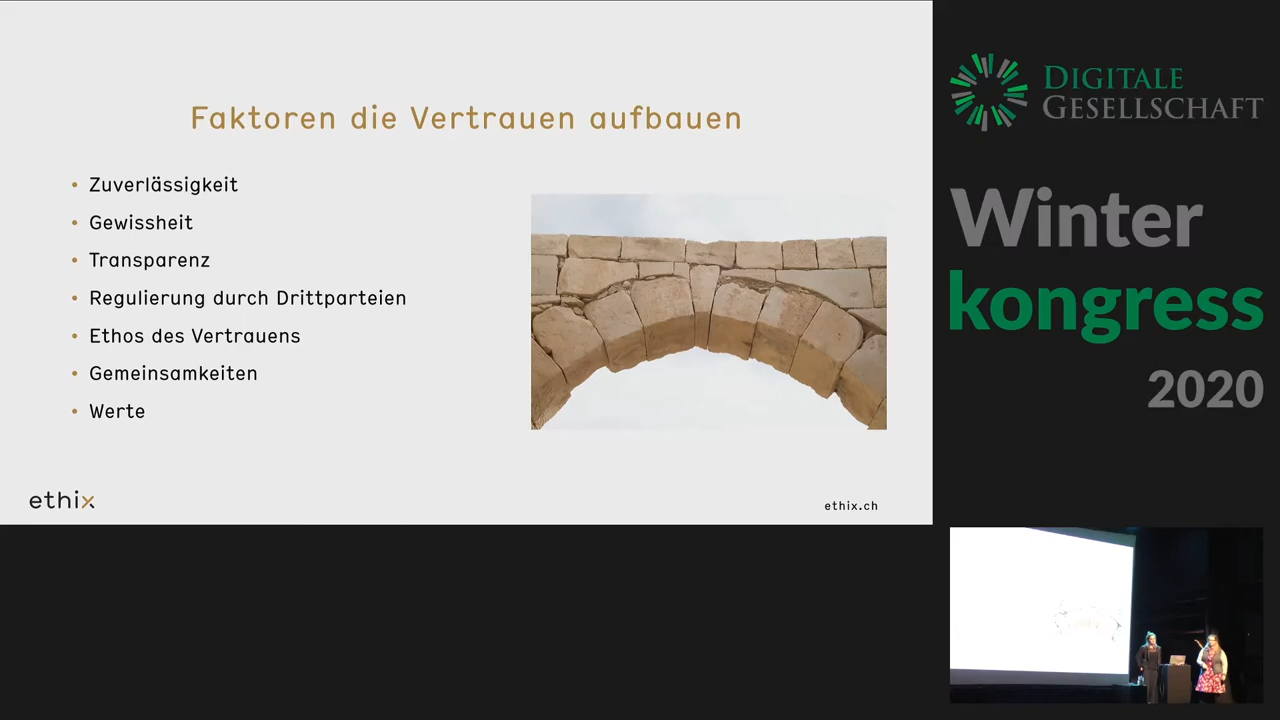 Faktoren die Vertrauen aufbauen
• Zuverlässigkeit
• Gewissheit
• Transparenz
• Regulierung durch Drittparteien
• Ethos des Vertrauens
• Gemeinsamkeiten
• Werte
ethix
ethix.ch
DIGITALE
GESELLSCHAFT
Winter
kongress
2020